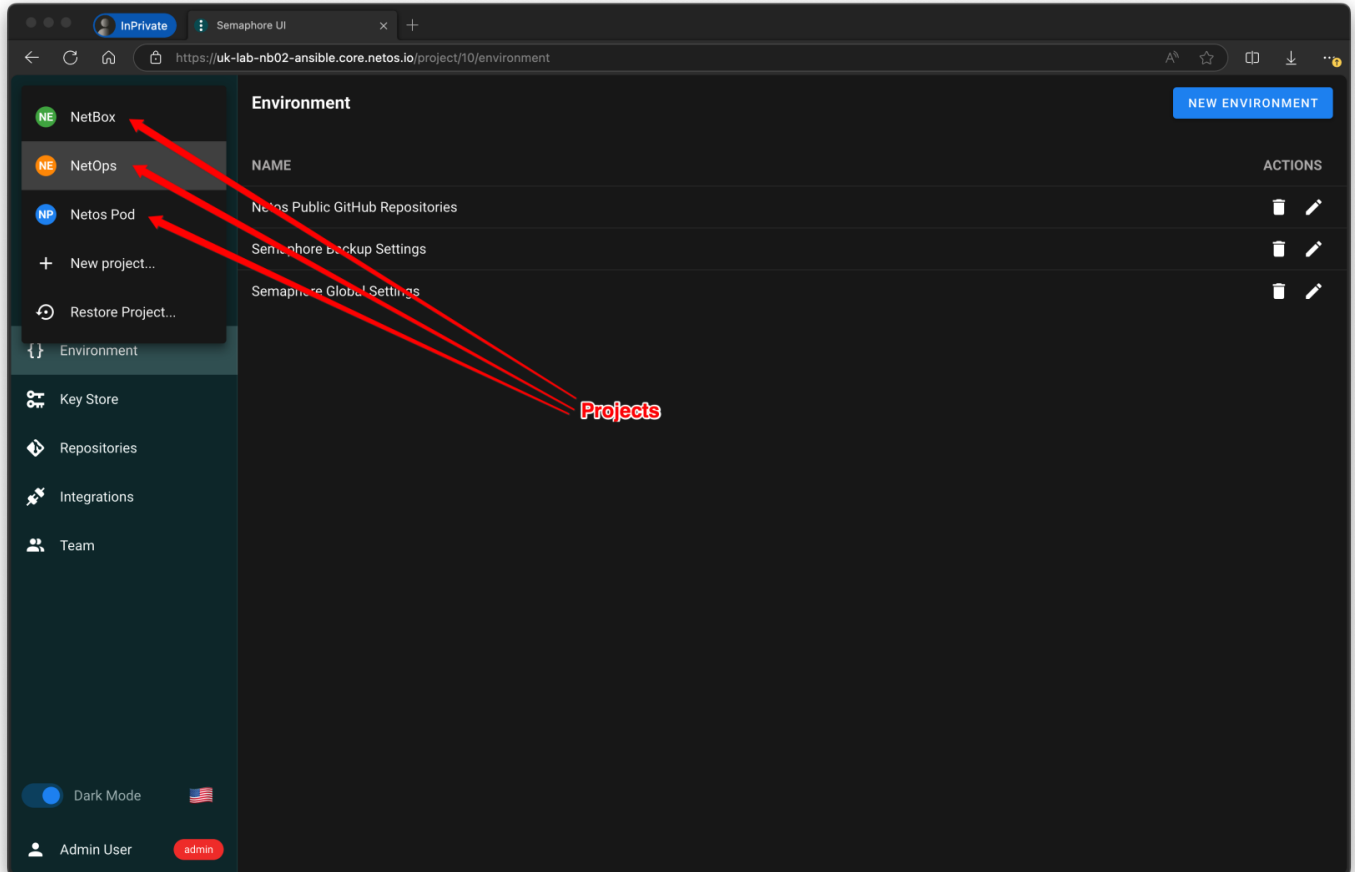 InPrivate
Semaphore UI
https://uk-lab-nb02-ansible.core.netos.io/project/10/environment
NE NetBox
NE NetOps
NP Netos Pod
New project...
Restore Project...
Environment
Key Store
Repositories
Integrations
Team
Dark Mode
Admin User admin
Environment
NEW ENVIRONMENT
NAME ACTIONS
Netos Public GitHub Repositories
Semaphore Backup Settings
Semaphore Global Settings
Projects